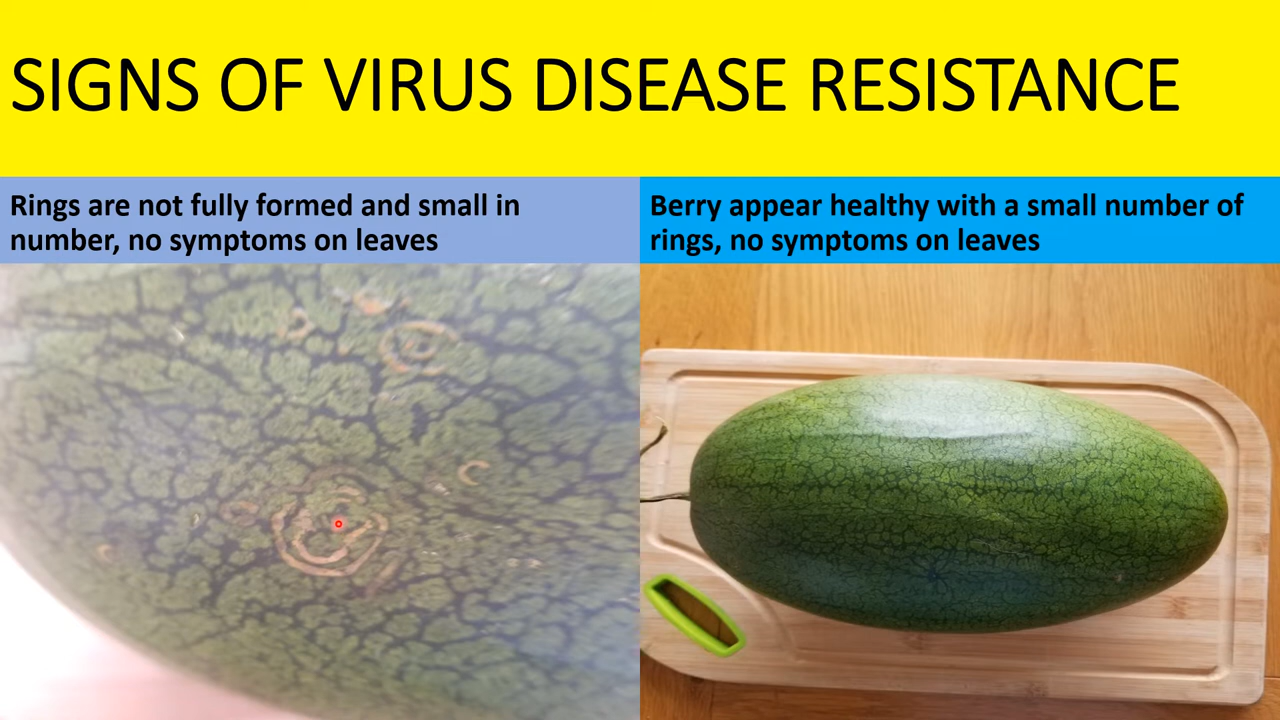 SIGNS OF VIRUS DISEASE RESISTANCE
Rings are not fully formed and small in
number, no symptoms on leaves
Berry appear healthy with a small number of
rings, no symptoms on leaves